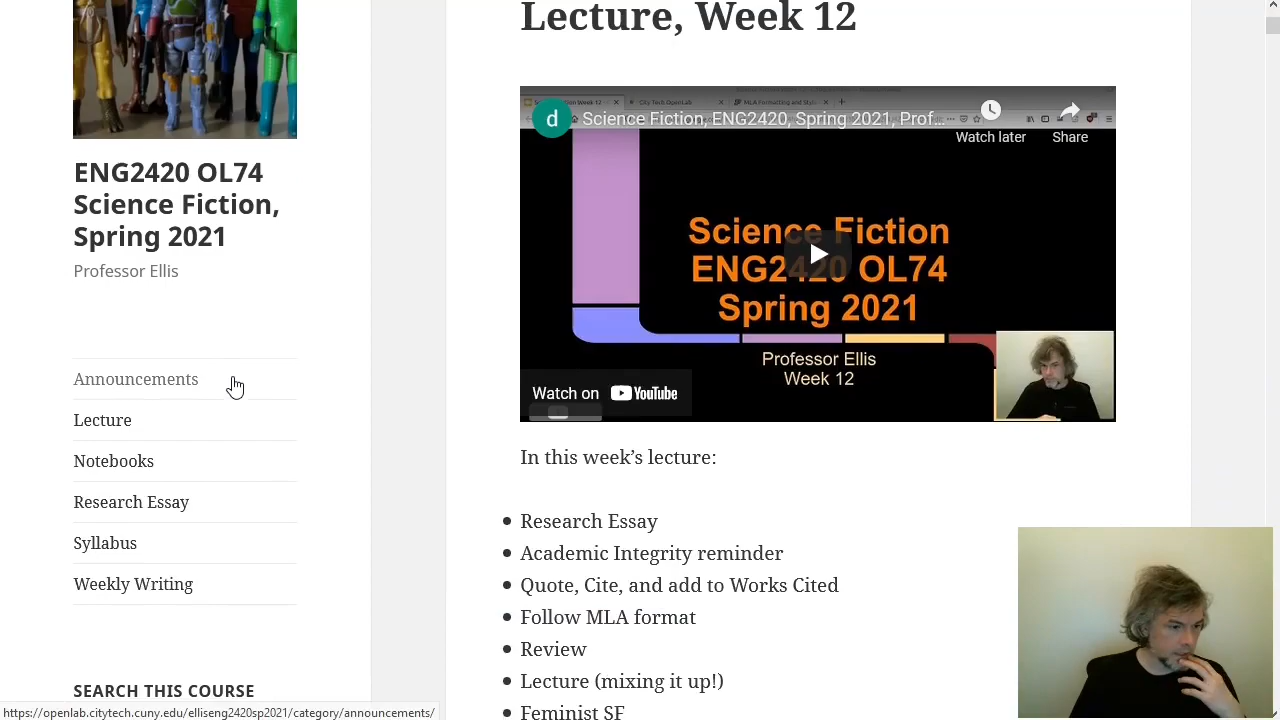 Lecture, Week 12
City Tech OpenLab
Science Fiction, ENG2420, Spring 2021, Prof...
Watch later
Share
Science Fiction
ENG2420 OL74
Spring 2021
Professor Ellis
Week 12
Watch on YouTube
ENG2420 OL74
Science Fiction,
Spring 2021
Professor Ellis
Announcements
Lecture
Notebooks
Research Essay
Syllabus
Weekly Writing
SEARCH THIS COURSE
In this week’s lecture:
Research Essay
Academic Integrity reminder
Quote, Cite, and add to Works Cited
Follow MLA format
Review
Lecture (mixing it up!)
Feminist SF
https://openlab.citytech.cuny.edu/elliseng2420sp2021/category/announcements/